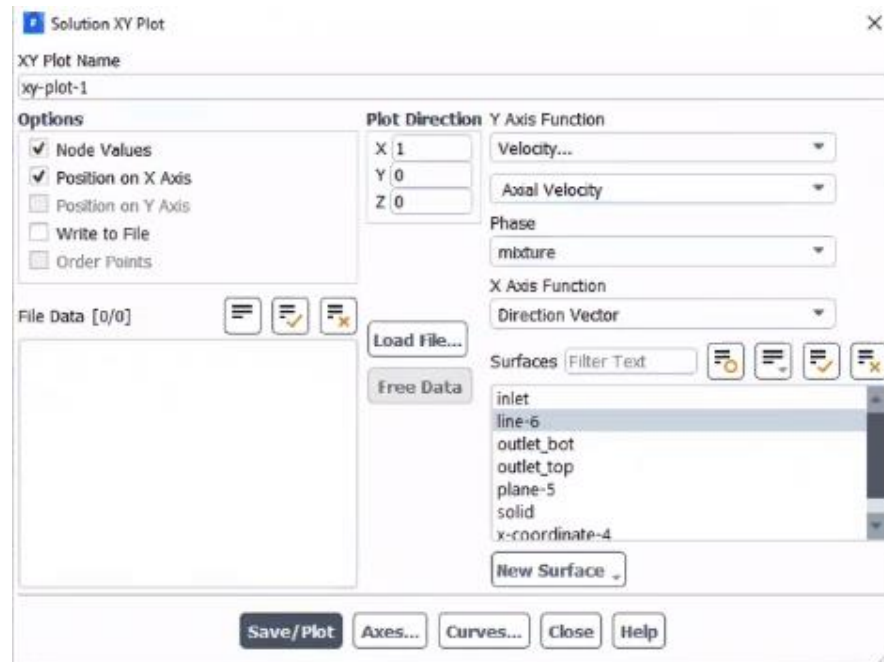 Solution XY Plot
XY Plot Name
xy-plot-1
Options
Node Values
Position on X Axis
Position on Y Axis
Write to File
Order Points
Plot Direction
X 1
Y 0
Z 0
Y Axis Function
Velocity...
Axial Velocity
Phase
mixture
X Axis Function
Direction Vector
File Data [0/0]
Load File...
Free Data
Surfaces Filter Text
inlet
line-6
outlet_bot
outlet_top
plane-5
solid
x-coordinate-4
New Surface
Save/Plot Axes... Curves... Close Help